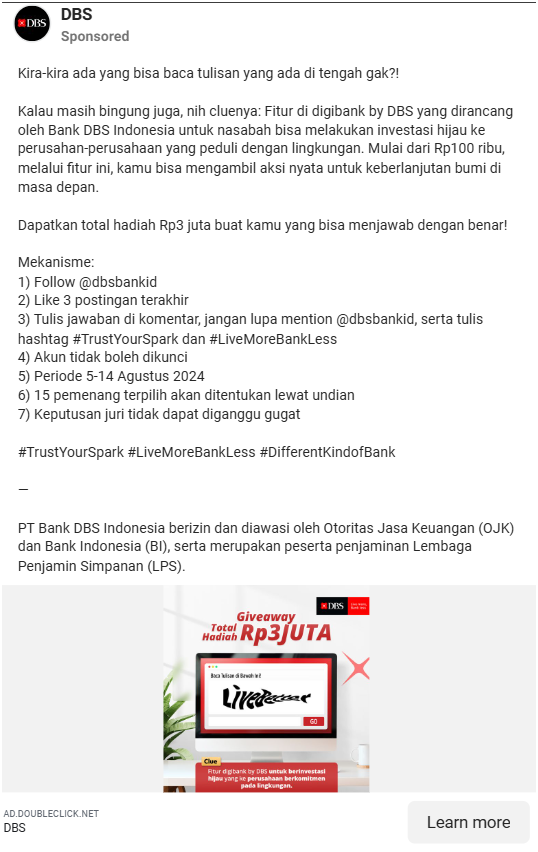 DBS
DBS
Sponsored
Kira-kira ada yang bisa baca tulisan yang ada di tengah gak?!
Kalau masih bingung juga, nih cluenya: Fitur di digibank by DBS yang dirancang
oleh Bank DBS Indonesia untuk nasabah bisa melakukan investasi hijau ke
perusahan-perusahaan yang peduli dengan lingkungan. Mulai dari Rp100 ribu,
melalui fitur ini, kamu bisa mengambil aksi nyata untuk keberlanjutan bumi di
masa depan.
Dapatkan total hadiah Rp3 juta buat kamu yang bisa menjawab dengan benar!
Mekanisme:
1) Follow @dbsbankid
2) Like 3 postingan terakhir
3) Tulis jawaban di komentar, jangan lupa mention @dbsbankid, serta tulis
hashtag #TrustYourSpark dan #LiveMoreBankLess
4) Akun tidak boleh dikunci
5) Periode 5-14 Agustus 2024
6) 15 pemenang terpilih akan ditentukan lewat undian
7) Keputusan juri tidak dapat diganggu gugat
#TrustYourSpark #LiveMoreBankLess #DifferentKindofBank
—
PT Bank DBS Indonesia berizin dan diawasi oleh Otoritas Jasa Keuangan (OJK)
dan Bank Indonesia (BI), serta merupakan peserta penjaminan Lembaga
Penjamin Simpanan (LPS).
DBS
Live more,
Bank less
Giveaway
Total
Hadiah Rp3JUTA
Baca Tulisan di Bawah Ini!
GO
Clue
Fitur digibank by DBS untuk berinvestasi
hijau yang ke perusahaan berkomitmen
pada lingkungan.
AD.DOUBLECLICK.NET
DBS
Learn more